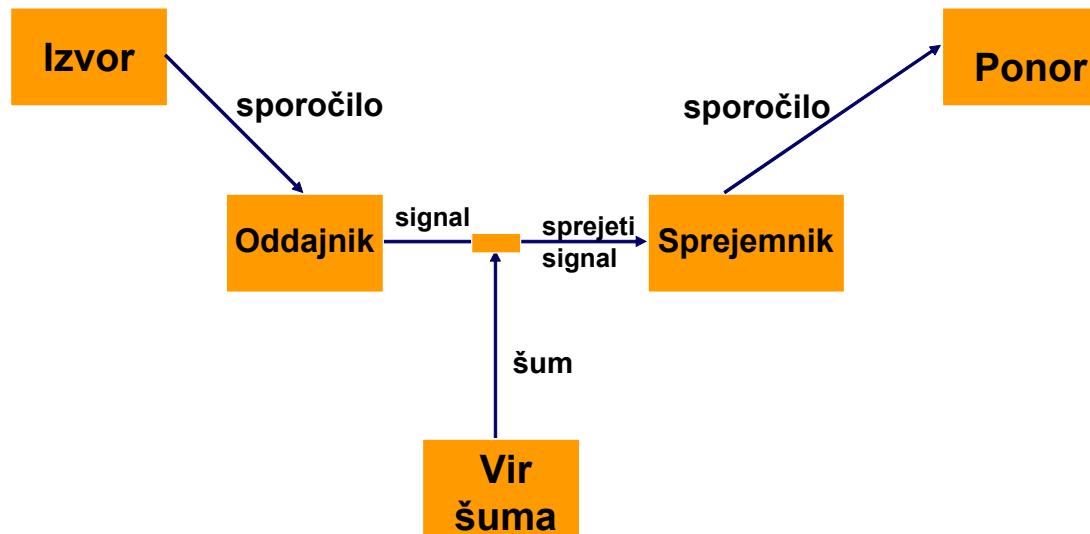 Izvor
Ponor
sporočilo
sporočilo
Oddajnik
signal
sprejeti
signal
Sprejemnik
šum
Vir
šuma